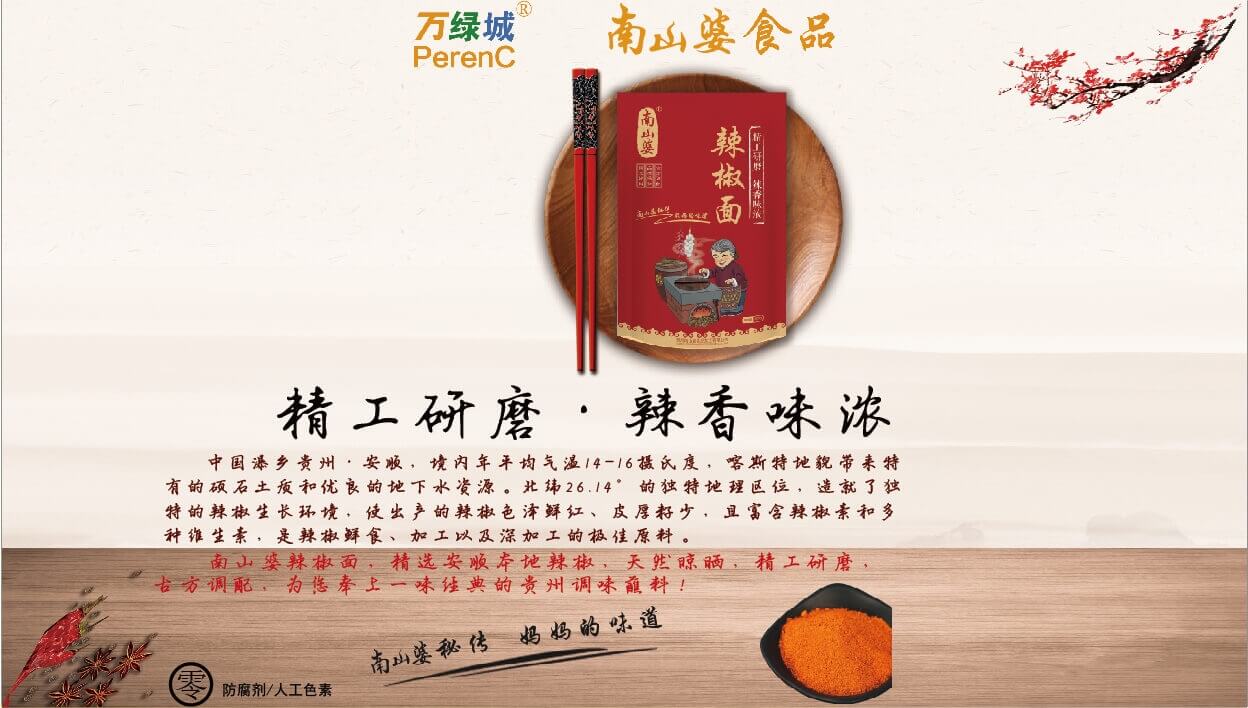 万绿城®
PerenC
南山婆食品
南山婆
辣椒面
精工研磨 辣香味浓
精工研磨·辣香味浓
中国瀑乡贵州·安顺，境内年平均气温14-16摄氏度，喀斯特地貌带来特
有的硕石土质和优良的地下水资源。北纬26.14°的独特地理区位，造就了独
特的辣椒生长环境，使出产的辣椒色泽鲜红、皮厚籽少，且富含辣椒素和多
种维生素，是辣椒鲜食、加工以及深加工的极佳原料。
南山婆辣椒面，精选安顺本地辣椒，天然晾晒，精工研磨，
古方调配，为您奉上一味经典的贵州调味蘸料！
南山婆秘传 妈妈的味道
零 防腐剂/人工色素